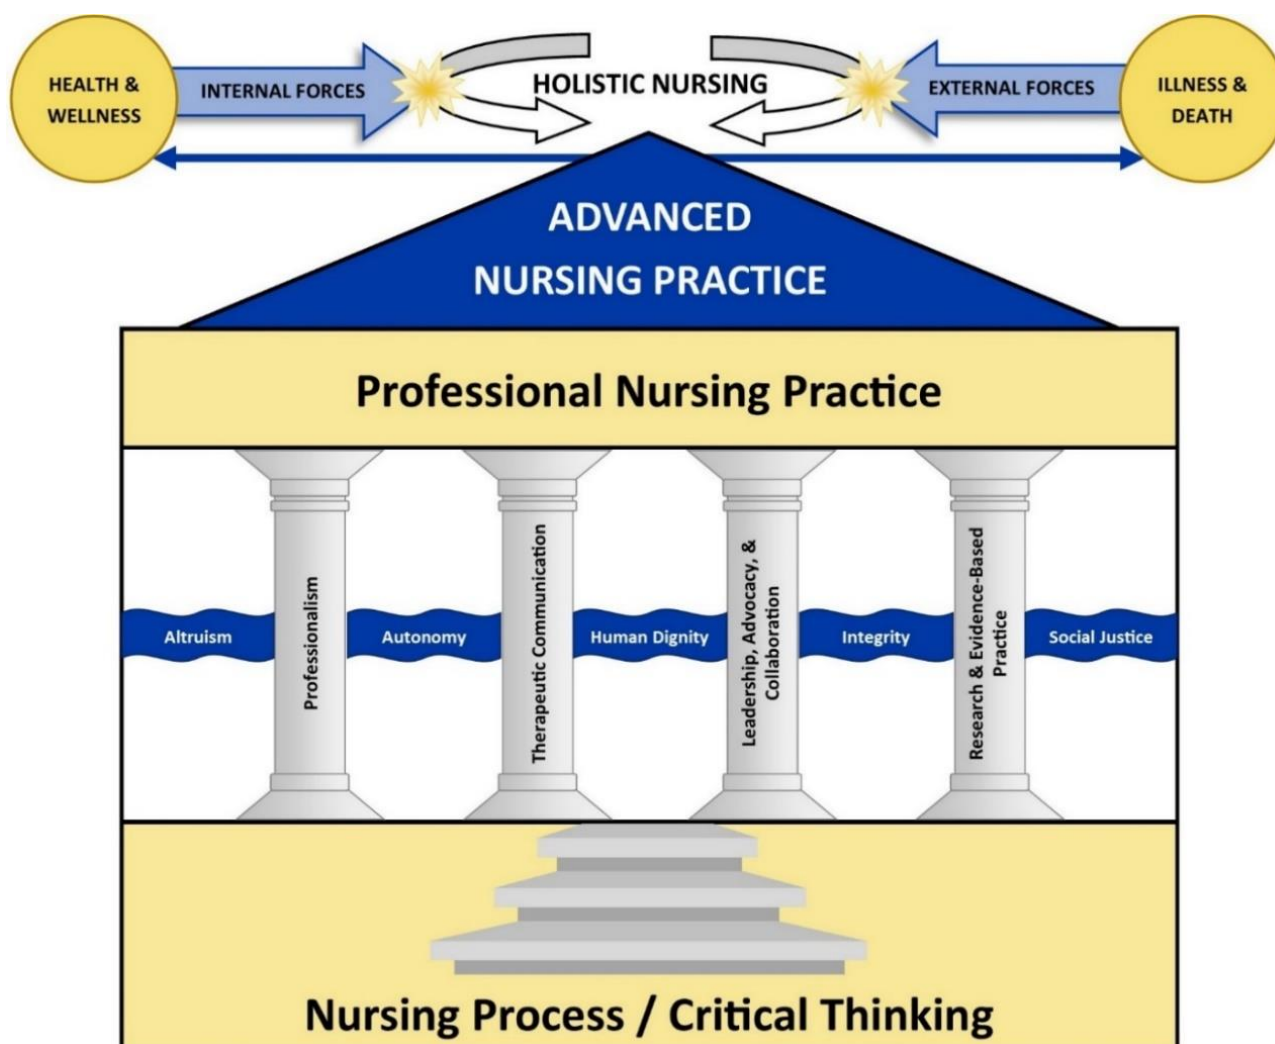 HEALTH &
WELLNESS
INTERNAL FORCES
HOLISTIC NURSING
EXTERNAL FORCES
ILLNESS &
DEATH
ADVANCED
NURSING PRACTICE
Professional Nursing Practice
Altruism
Professionalism
Autonomy
Therapeutic Communication
Human Dignity
Leadership, Advocacy, &
Collaboration
Integrity
Research & Evidence-Based
Practice
Social Justice
Nursing Process / Critical Thinking